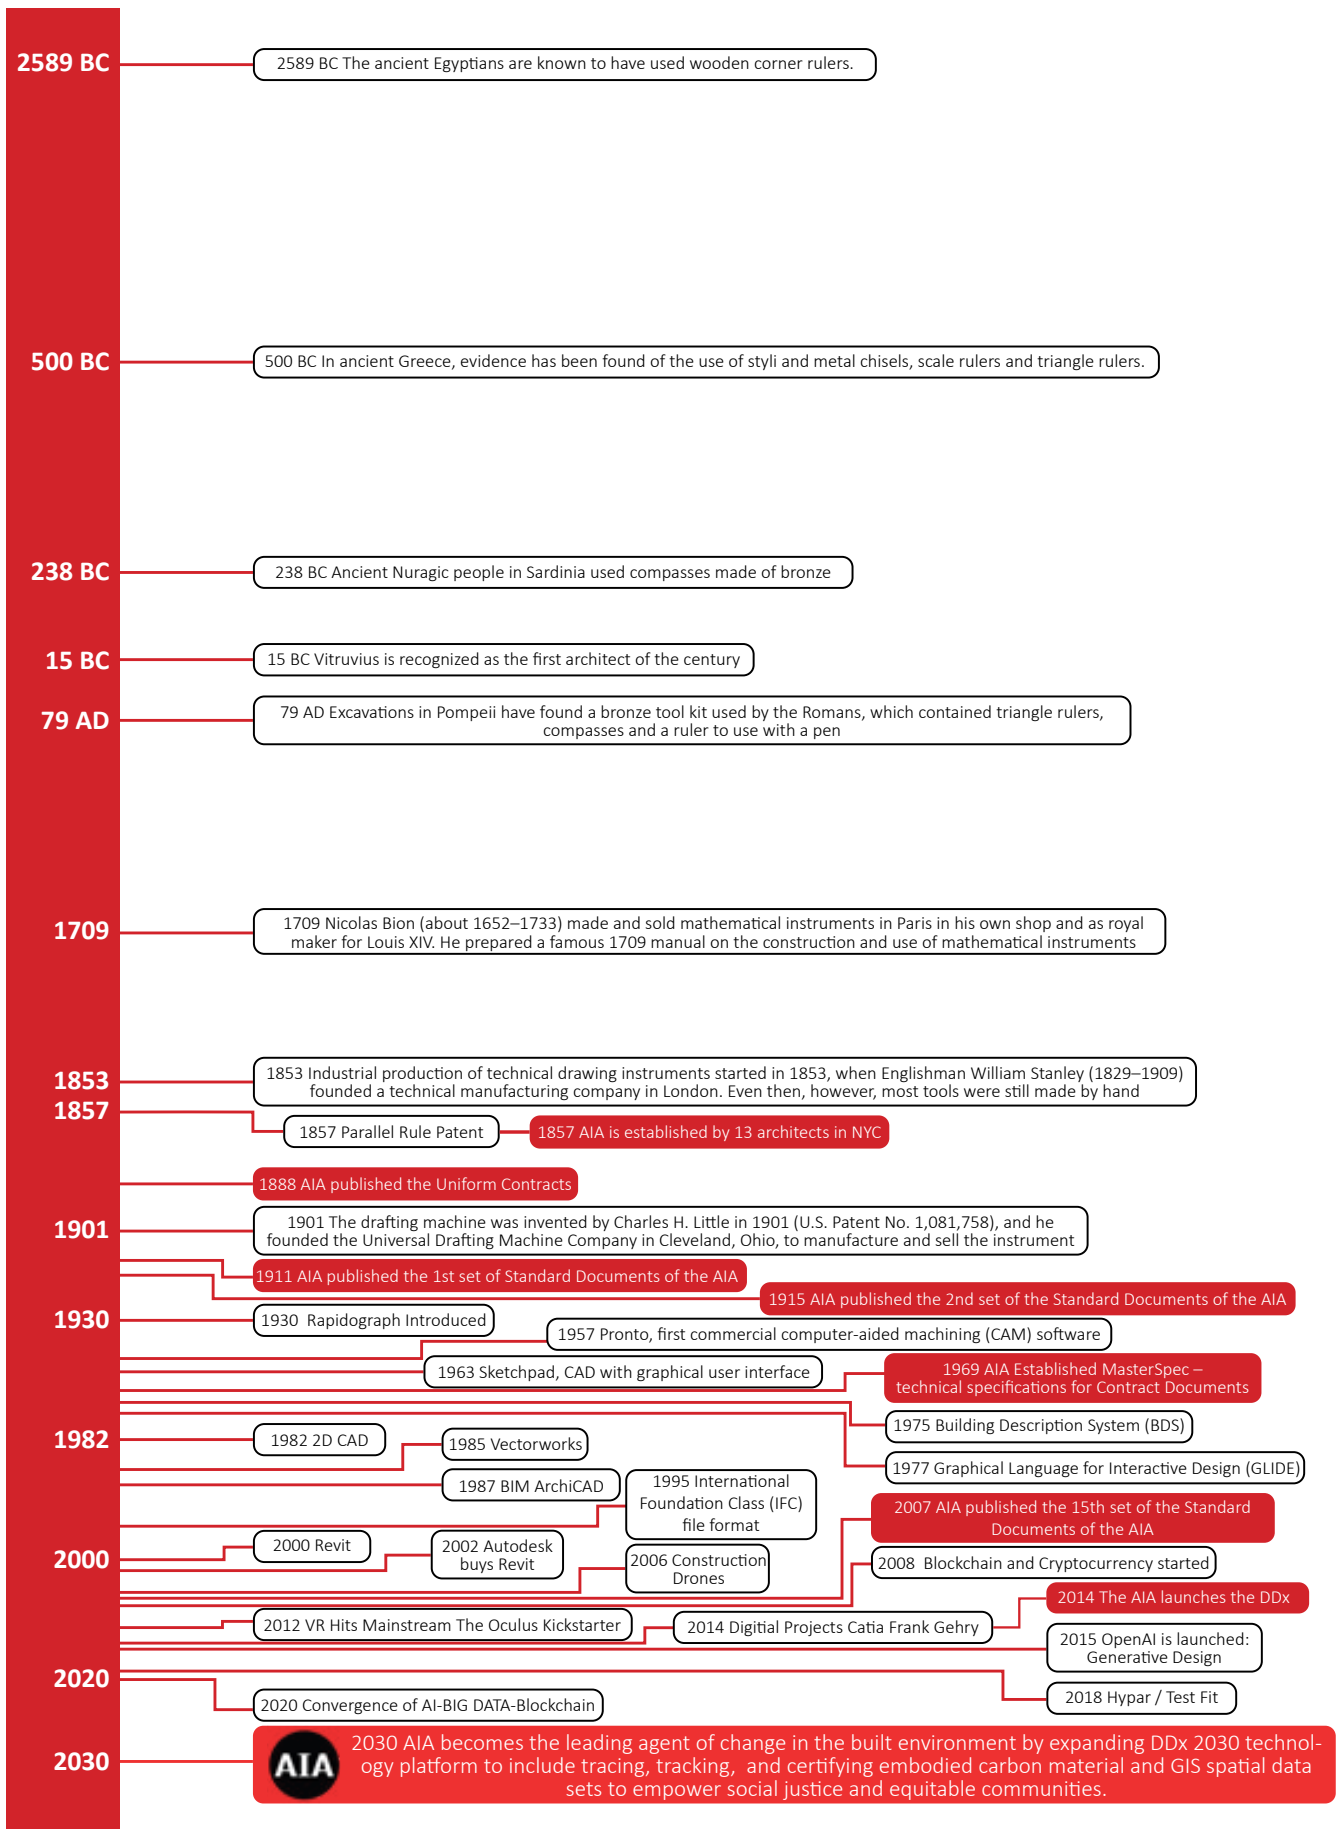 2589 BC
2589 BC The ancient Egyptians are known to have used wooden corner rulers.
500 BC
500 BC In ancient Greece, evidence has been found of the use of styli and metal chisels, scale rulers and triangle rulers.
238 BC
238 BC Ancient Nuragic people in Sardinia used compasses made of bronze
15 BC
15 BC Vitruvius is recognized as the first architect of the century
79 AD
79 AD Excavations in Pompeii have found a bronze tool kit used by the Romans, which contained triangle rulers,
compasses and a ruler to use with a pen
1709
1709 Nicolas Bion (about 1652–1733) made and sold mathematical instruments in Paris in his own shop and as royal
maker for Louis XIV. He prepared a famous 1709 manual on the construction and use of mathematical instruments
1853
1853 Industrial production of technical drawing instruments started in 1853, when Englishman William Stanley (1829–1909)
founded a technical manufacturing company in London. Even then, however, most tools were still made by hand
1857
1857 Parallel Rule Patent
1857 AIA is established by 13 architects in NYC
1888 AIA published the Uniform Contracts
1901
1901 The drafting machine was invented by Charles H. Little in 1901 (U.S. Patent No. 1,081,758), and he
founded the Universal Drafting Machine Company in Cleveland, Ohio, to manufacture and sell the instrument
1911 AIA published the 1st set of Standard Documents of the AIA
1915 AIA published the 2nd set of the Standard Documents of the AIA
1930
1930 Rapidograph Introduced
1957 Pronto, first commercial computer-aided machining (CAM) software
1963 Sketchpad, CAD with graphical user interface
1969 AIA Established MasterSpec –
technical specifications for Contract Documents
1975 Building Description System (BDS)
1982
1982 2D CAD
1985 Vectorworks
1977 Graphical Language for Interactive Design (GLIDE)
1987 BIM ArchiCAD
1995 International
Foundation Class (IFC)
file format
2007 AIA published the 15th set of the Standard
Documents of the AIA
2000
2000 Revit
2002 Autodesk
buys Revit
2006 Construction
Drones
2008 Blockchain and Cryptocurrency started
2014 The AIA launches the DDx
2012 VR Hits Mainstream The Oculus Kickstarter
2014 Digitial Projects Catia Frank Gehry
2015 OpenAI is launched:
Generative Design
2020
2020 Convergence of AI-BIG DATA-Blockchain
2018 Hypar / Test Fit
2030
AIA
2030 AIA becomes the leading agent of change in the built environment by expanding DDx 2030 technol-
ogy platform to include tracing, tracking, and certifying embodied carbon material and GIS spatial data
sets to empower social justice and equitable communities.